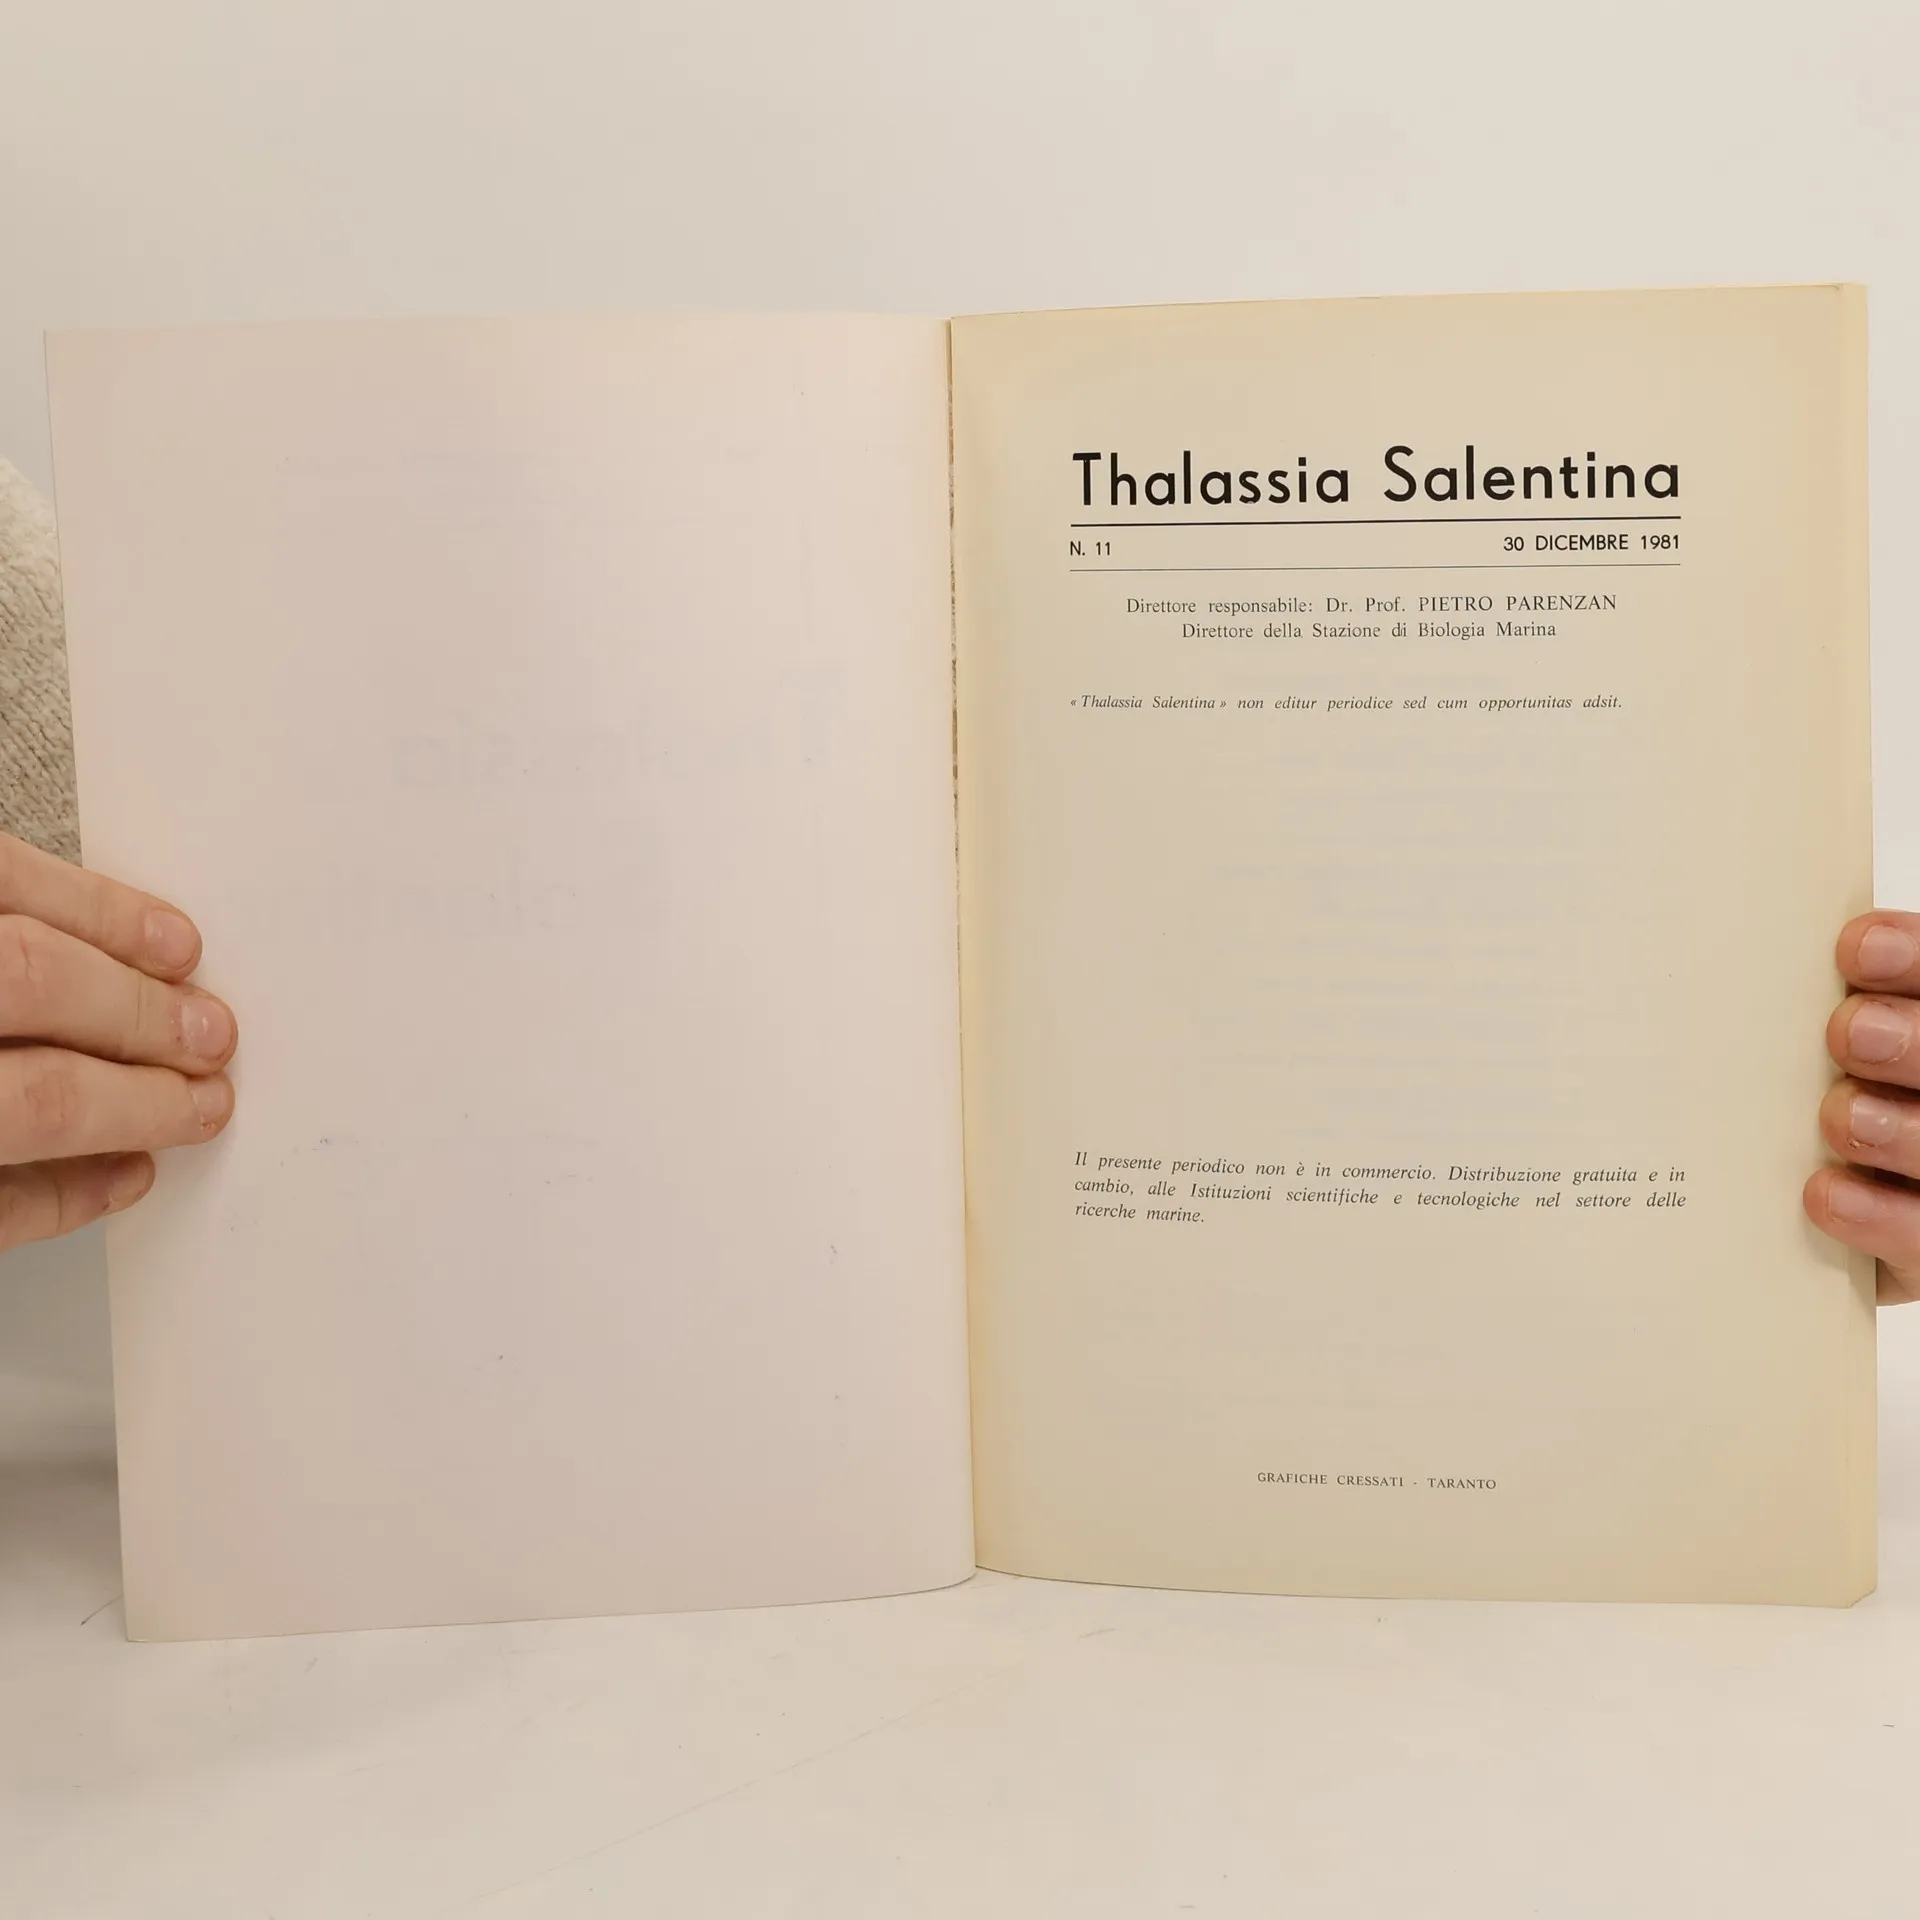 Thalassia Salentina
N. 11 30 DICEMBRE 1981
Direttore responsabile: Dr. Prof. PIETRO PARENZAN
Direttore della Stazione di Biologia Marina
« Thalassia Salentina » non editur periodice sed cum opportunitas adsit.
Il presente periodico non è in commercio. Distribuzione gratuita e in
cambio, alle Istituzioni scientifiche e tecnologiche nel settore delle
ricerche marine.
GRAFICHE CRESSATI - TARANTO